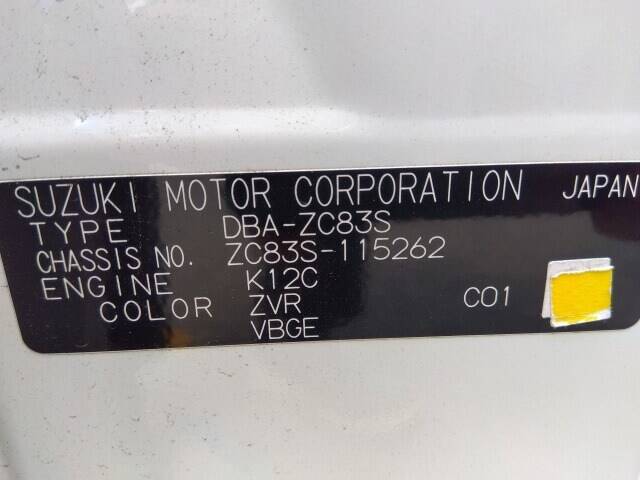 SUZUKI MOTOR CORPORATION JAPAN
TYPE DBA-ZC83S
CHASSIS NO. ZC83S-115262
ENGINE K12C
COLOR ZVR C01
VBGE